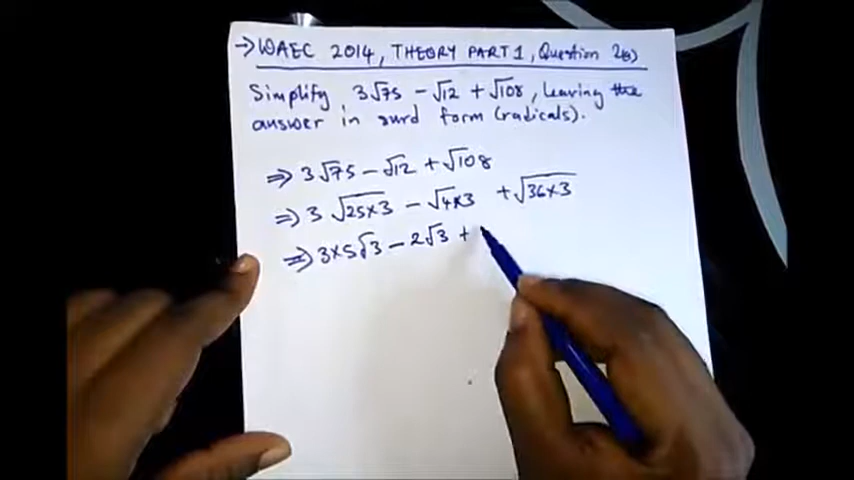 → WAEC 2014, THEORY PART 1, Question 2(a)
Simplify 3√75 - √12 + √108, leaving the
answer in surd form (radicals).
⇒ 3√75 - √12 + √108
⇒ 3 √25×3 - √4×3 + √36×3
⇒ 3×5√3 - 2√3 +